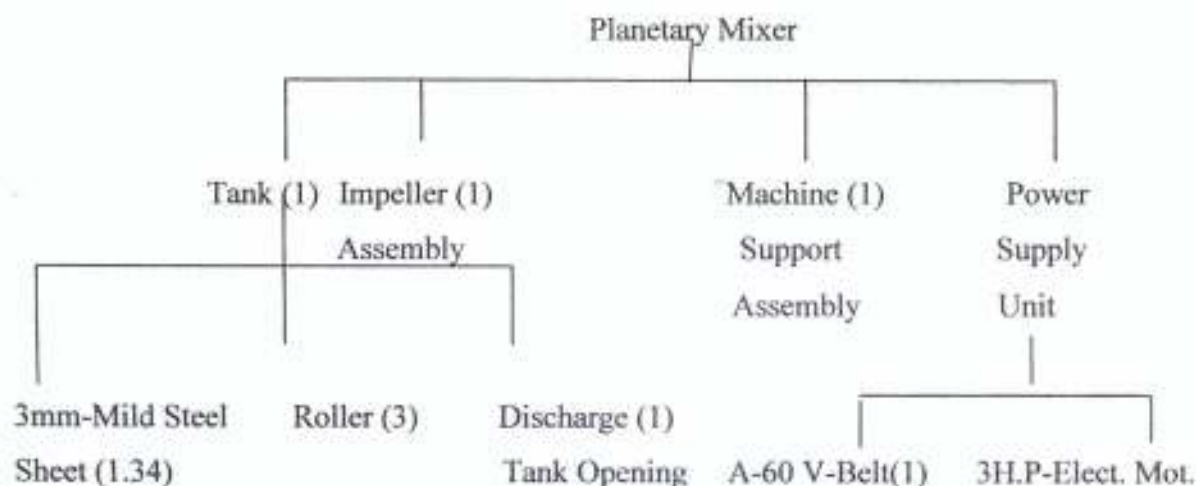 Planetary Mixer
Tank (1) Impeller (1) Machine (1) Power
Assembly Support Supply
Assembly Unit
3mm-Mild Steel Roller (3) Discharge (1)
Sheet (1.34) Tank Opening A-60 V-Belt(1) 3H.P-Elect. Mot.